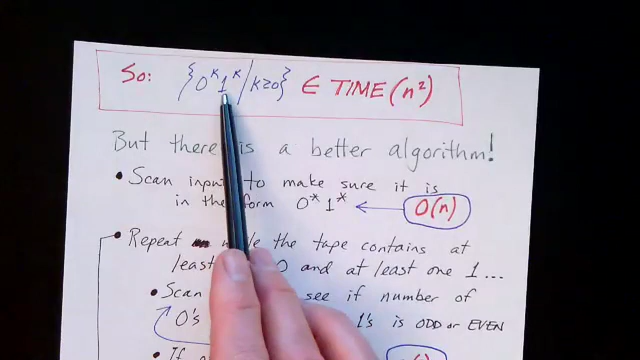 So: {0^k 1^k | k≥0} ∈ TIME(n²)
But there is a better algorithm!
• Scan input to make sure it is
in the form 0* 1* ← O(n)
• Repeat while the tape contains at
least 0 and at least one 1 ...
• Scan see if number of
0's 1's is ODD or EVEN
• If